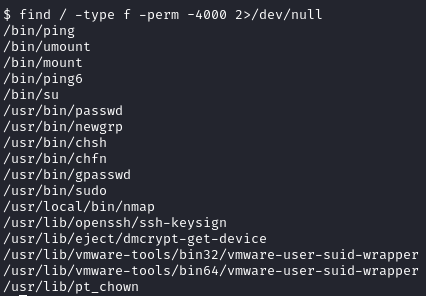 $ find / -type f -perm -4000 2>/dev/null
/bin/ping
/bin/umount
/bin/mount
/bin/ping6
/bin/su
/usr/bin/passwd
/usr/bin/newgrp
/usr/bin/chsh
/usr/bin/chfn
/usr/bin/gpasswd
/usr/bin/sudo
/usr/local/bin/nmap
/usr/lib/openssh/ssh-keysign
/usr/lib/eject/dmcrypt-get-device
/usr/lib/vmware-tools/bin32/vmware-user-suid-wrapper
/usr/lib/vmware-tools/bin64/vmware-user-suid-wrapper
/usr/lib/pt_chown